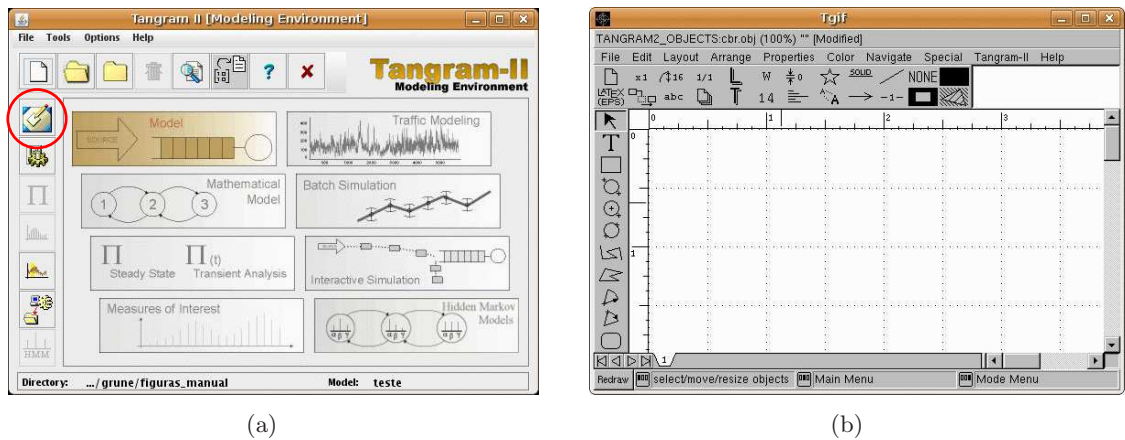 Tangram II [Modeling Environment]
File Tools Options Help
Tangram-II
Modeling Environment
Model
SOURCE
Traffic Modeling
Mathematical
Model
1 2 3
Batch Simulation
Π Π(t)
Steady State Transient Analysis
Interactive Simulation
Measures of Interest
Hidden Markov
Models
α β γ α β γ α β γ
Π
HMM
Directory: .../grune/figuras_manual Model: teste
(a)
Tgif
TANGRAM2_OBJECTS:cbr.obj (100%) "" [Modified]
File Edit Layout Arrange Properties Color Navigate Special Tangram-II Help
x1 16 1/1 L W 0 SOLID NONE
LATEX
(EPS) abc T 14 A -1-
0 1 2 3
T
0
1
1
Redraw select/move/resize objects Main Menu Mode Menu
(b)